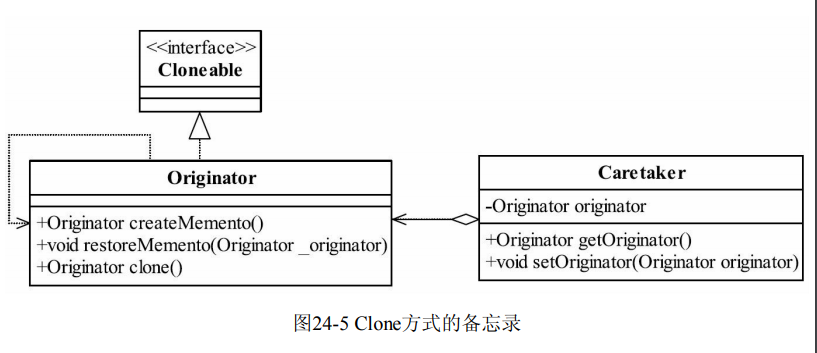 <<interface>>
Cloneable
Originator
+Originator createMemento()
+void restoreMemento(Originator _originator)
+Originator clone()
Caretaker
-Originator originator
+Originator getOriginator()
+void setOriginator(Originator originator)
图24-5 Clone方式的备忘录